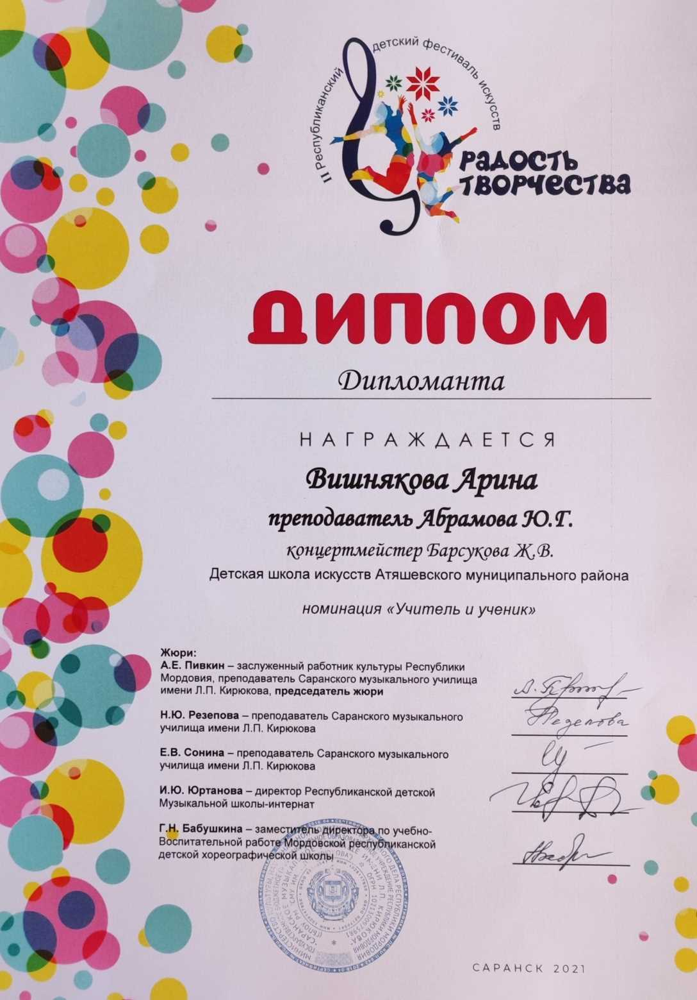 II Республиканский детский фестиваль искусств
РАДОСТЬ
ТВОРЧЕСТВА
ДИПЛОМ
Дипломанта
НАГРАЖДАЕТСЯ
Вишнякова Арина
преподаватель Абрамова Ю.Г.
концертмейстер Барсукова Ж.В.
Детская школа искусств Атяшевского муниципального района
номинация «Учитель и ученик»
Жюри:
А.Е. Пивкин – заслуженный работник культуры Республики
Мордовия, преподаватель Саранского музыкального училища
имени Л.П. Кирюкова, председатель жюри
Н.Ю. Резепова – преподаватель Саранского музыкального
училища имени Л.П. Кирюкова
Е.В. Сонина – преподаватель Саранского музыкального
училища имени Л.П. Кирюкова
И.Ю. Юртанова – директор Республиканской детской
Музыкальной школы-интернат
Г.Н. Бабушкина – заместитель директора по учебно-
Воспитательной работе Мордовской республиканской
детской хореографической школы
САРАНСК 2021